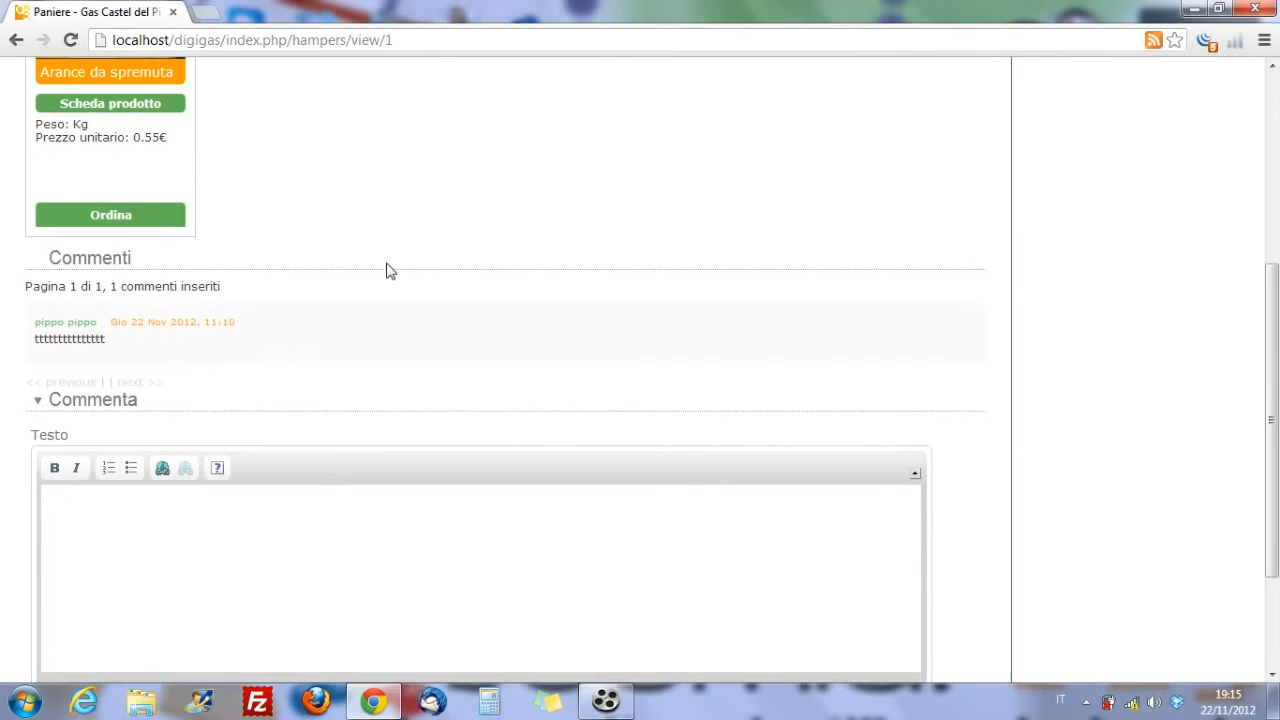 Paniere - Gas Castel del Pi
localhost/digigas/index.php/hampers/view/1
Arance da spremuta
Scheda prodotto
Peso: Kg
Prezzo unitario: 0.55€
Ordina
Commenti
Pagina 1 di 1, 1 commenti inseriti
pippo pippo Gio 22 Nov 2012, 11:10
ttttttttttttttt
<< previous | | next >>
Commenta
Testo
B I
IT
19:15
22/11/2012